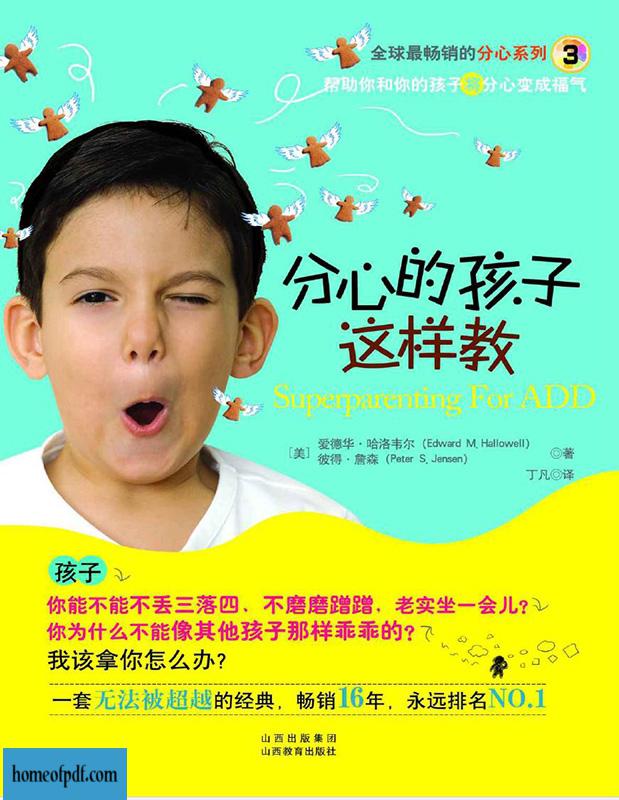 全球最畅销的分心系列 3
帮助你和你的孩子将分心变成福气
分心的孩子
这样教
Superparenting For ADD
[美] 爱德华·哈洛韦尔 (Edward M. Hallowell)
彼得·詹森 (Peter S. Jensen) ◎著
丁凡◎译
孩子
你能不能不丢三落四、不磨磨蹭蹭，老实坐一会儿?
你为什么不能像其他孩子那样乖乖的?
我该拿你怎么办?
一套无法被超越的经典，畅销16年，永远排名NO.1
山西出版集团
山西教育出版社
homeofpdf.com